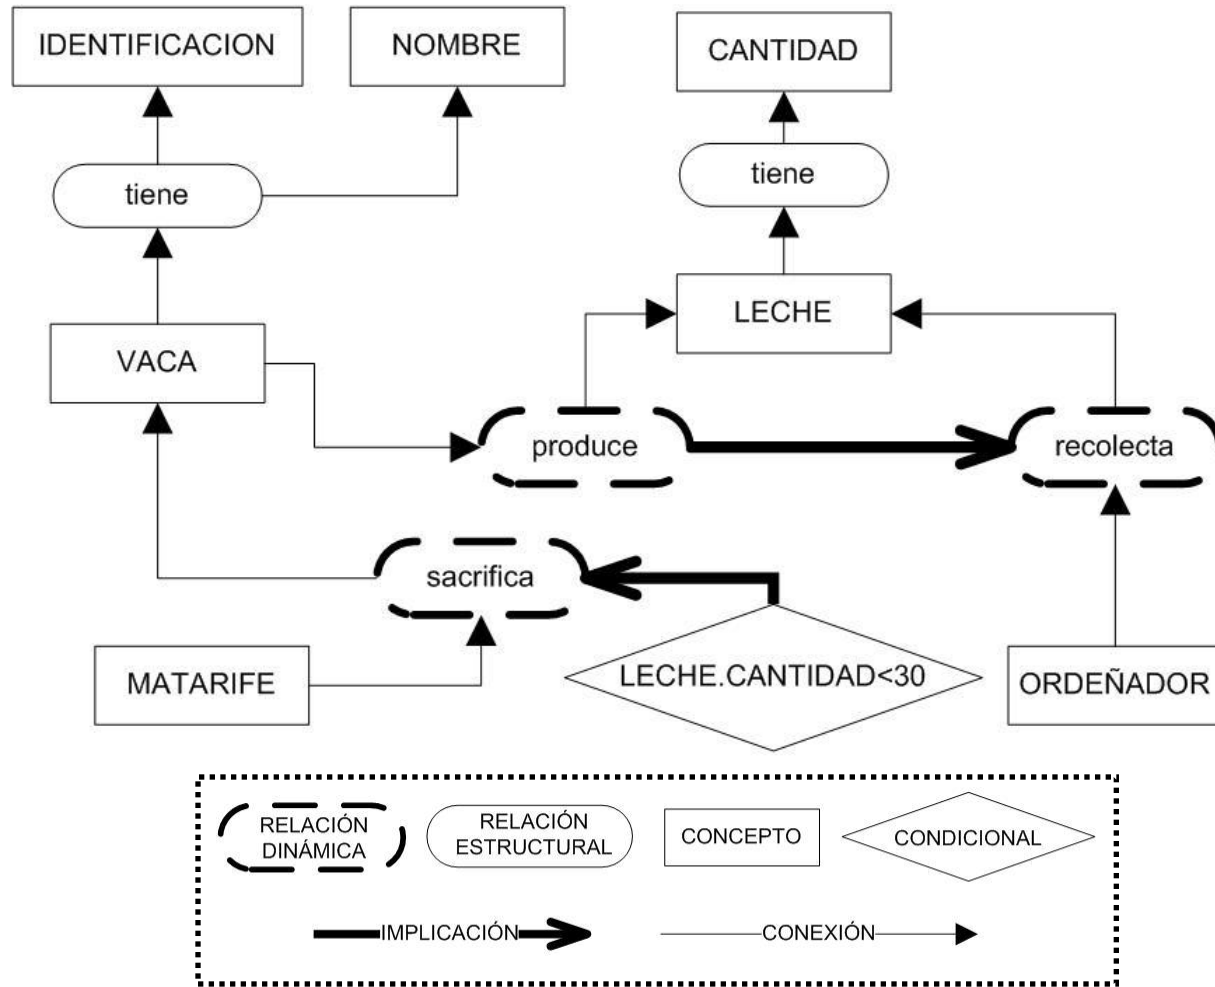 IDENTIFICACION
NOMBRE
CANTIDAD
tiene
tiene
LECHE
VACA
produce
recolecta
sacrifica
MATARIFE
LECHE.CANTIDAD<30
ORDEÑADOR
RELACIÓN
DINÁMICA
RELACIÓN
ESTRUCTURAL
CONCEPTO
CONDICIONAL
IMPLICACIÓN
CONEXIÓN